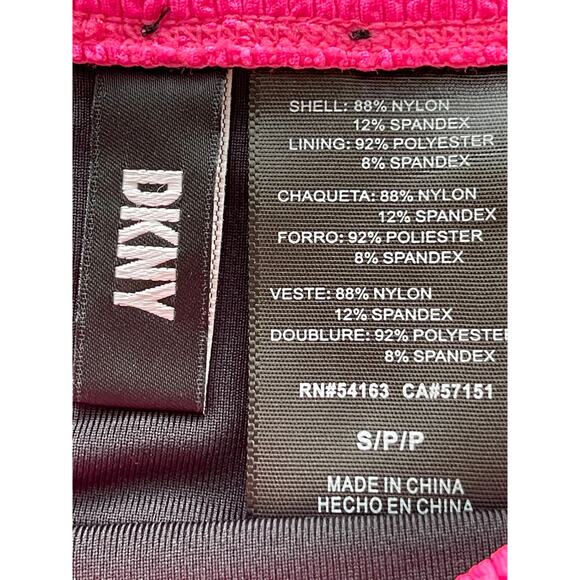 DKNY
SHELL: 88% NYLON
12% SPANDEX
LINING: 92% POLYESTER
8% SPANDEX
CHAQUETA: 88% NYLON
12% SPANDEX
FORRO: 92% POLIESTER
8% SPANDEX
VESTE: 88% NYLON
12% SPANDEX
DOUBLURE: 92% POLYESTE
8% SPANDEX
RN#54163 CA#57151
S/P/P
MADE IN CHINA
HECHO EN CHINA